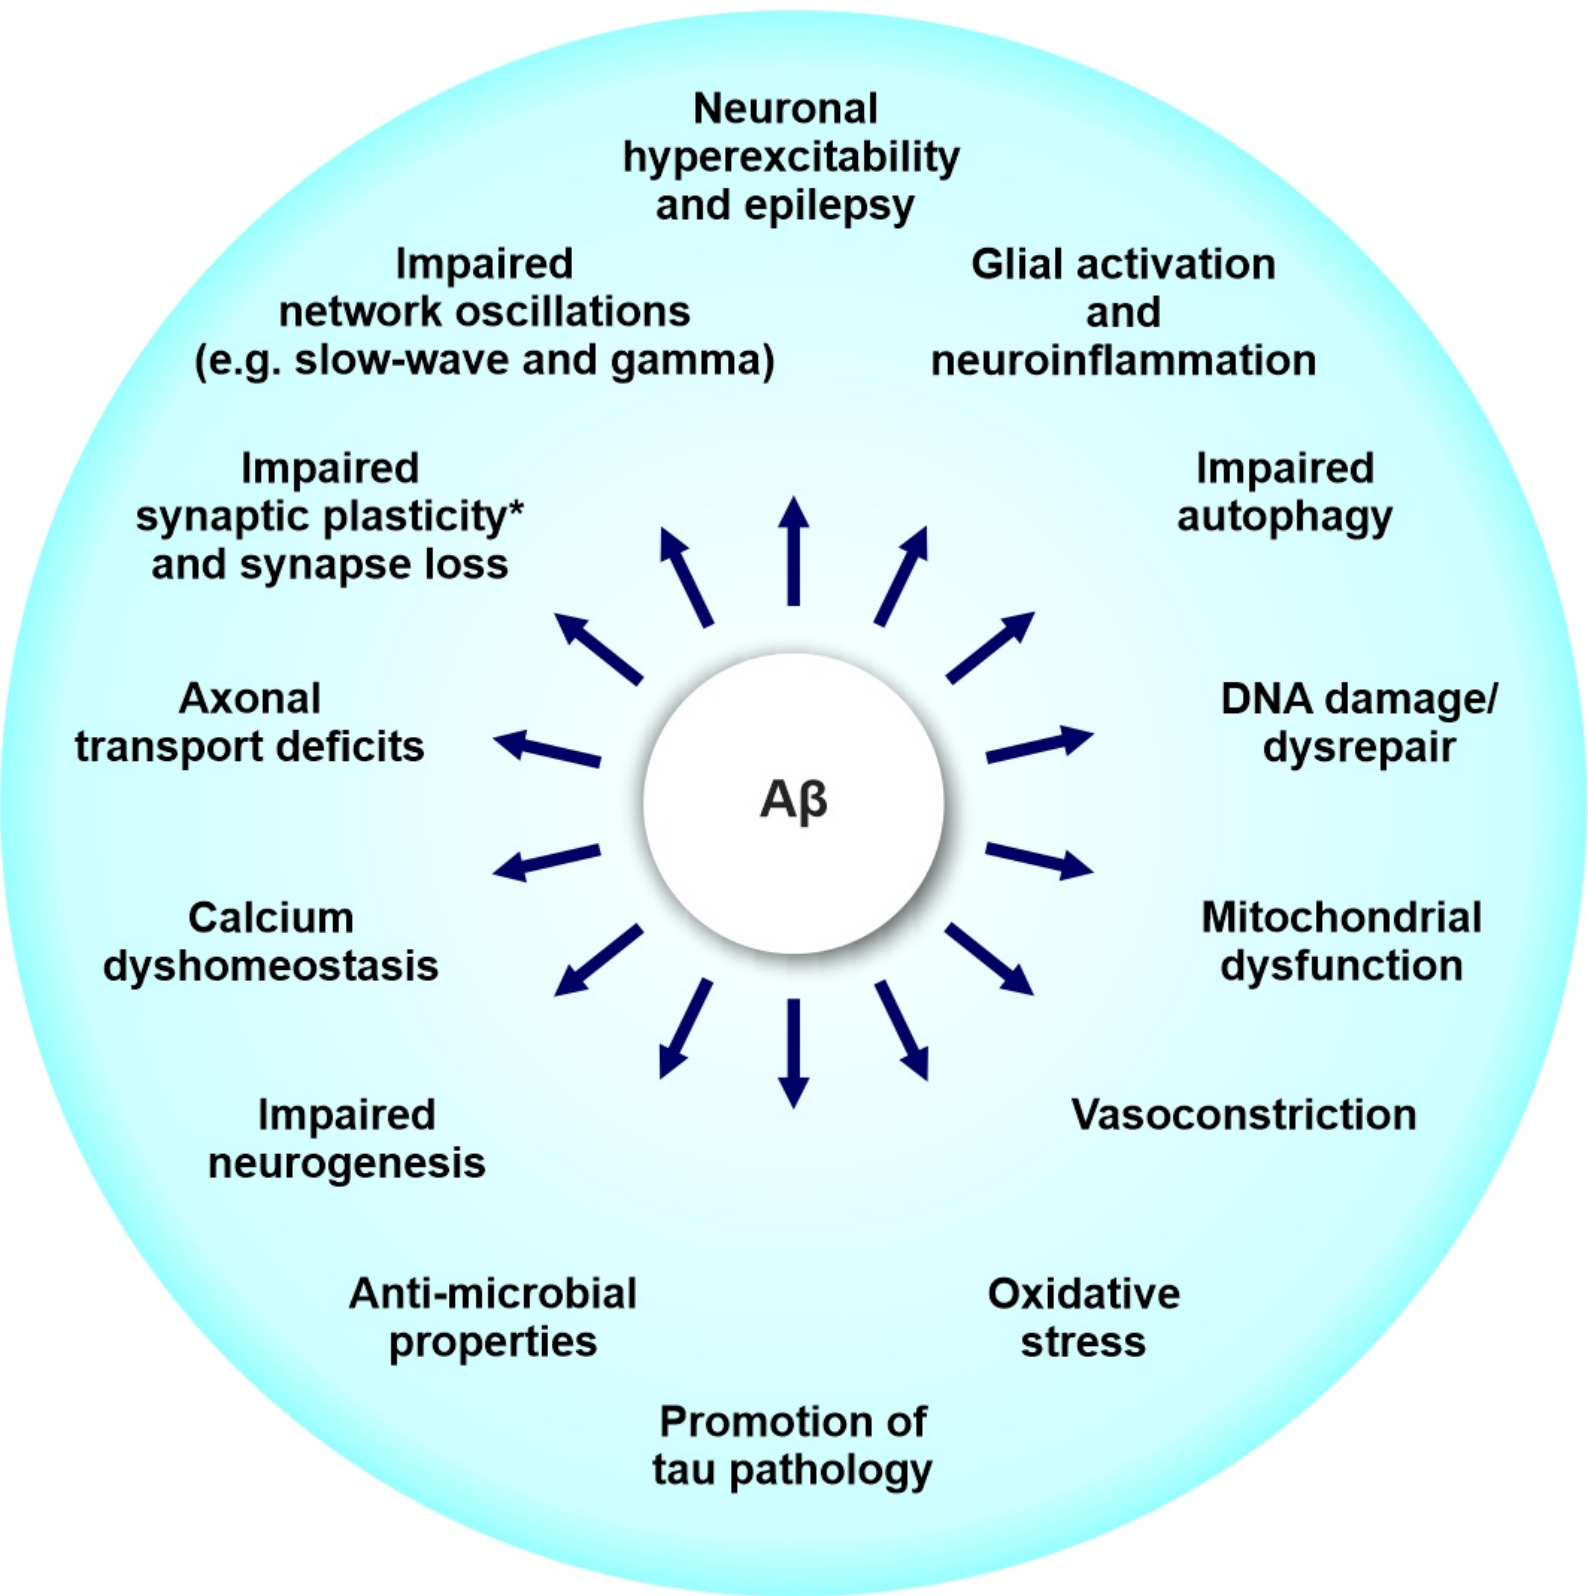 Neuronal
hyperexcitability
and epilepsy
Impaired
network oscillations
(e.g. slow-wave and gamma)
Glial activation
and
neuroinflammation
Impaired
synaptic plasticity*
and synapse loss
Impaired
autophagy
Axonal
transport deficits
DNA damage/
dysrepair
Aβ
Calcium
dyshomeostasis
Mitochondrial
dysfunction
Impaired
neurogenesis
Vasoconstriction
Anti-microbial
properties
Oxidative
stress
Promotion of
tau pathology